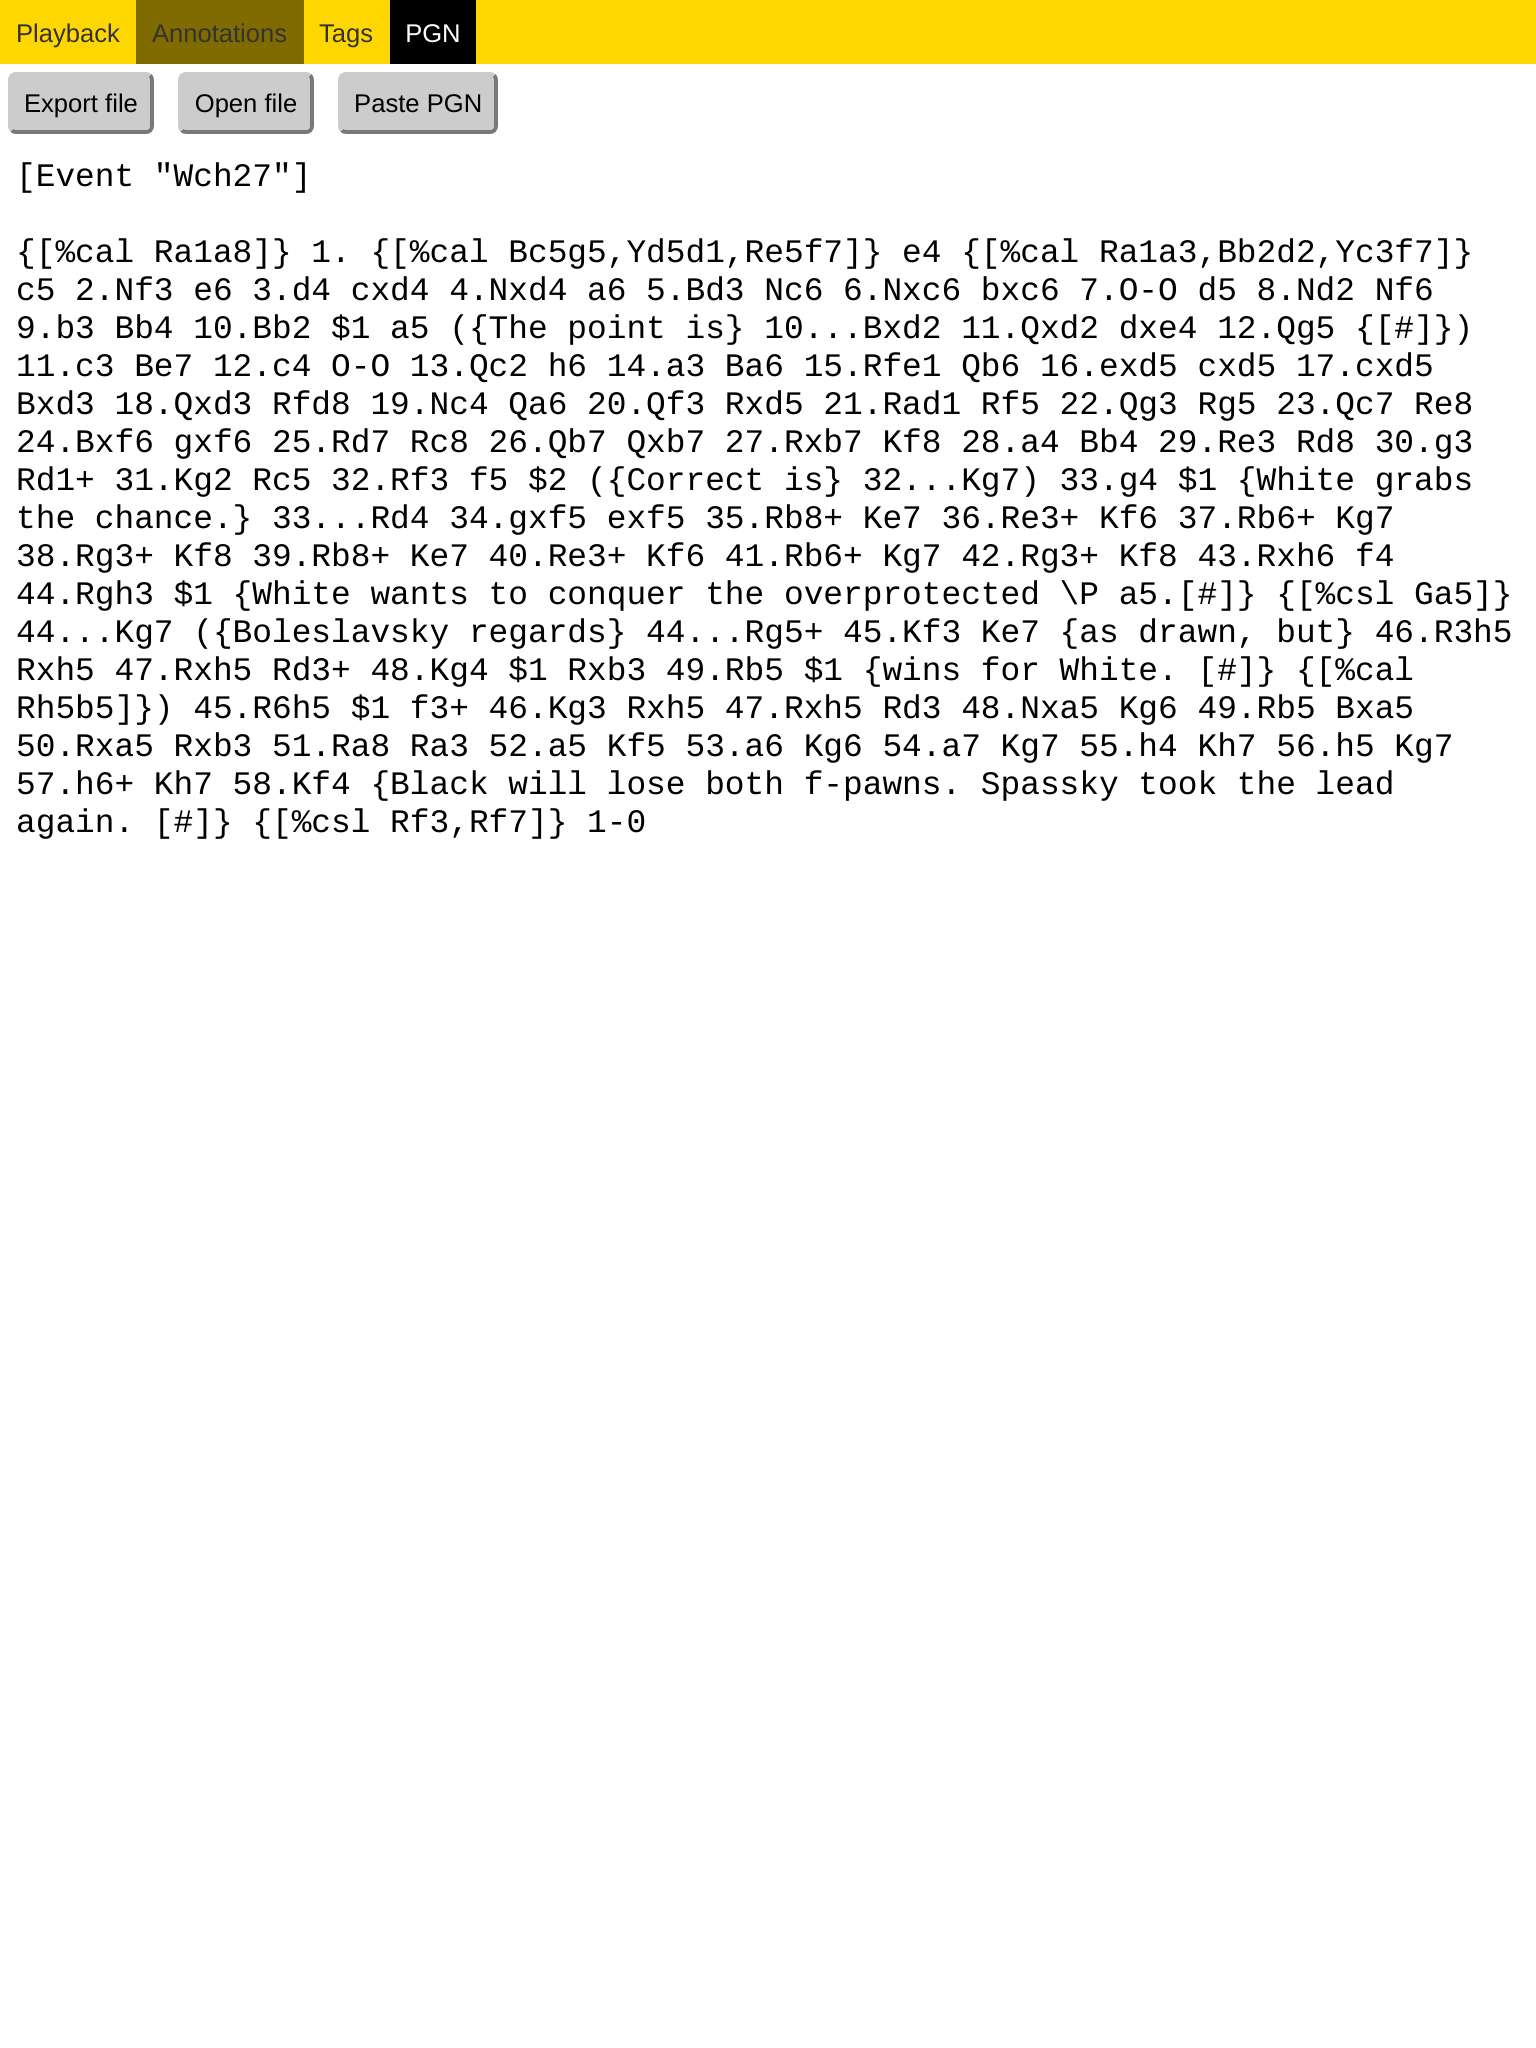 Playback Annotations Tags PGN
Export file Open file Paste PGN
[Event "Wch27"]
{[%cal Ra1a8]} 1. {[%cal Bc5g5,Yd5d1,Re5f7]} e4 {[%cal Ra1a3,Bb2d2,Yc3f7]}
c5 2.Nf3 e6 3.d4 cxd4 4.Nxd4 a6 5.Bd3 Nc6 6.Nxc6 bxc6 7.O-O d5 8.Nd2 Nf6
9.b3 Bb4 10.Bb2 $1 a5 ({The point is} 10...Bxd2 11.Qxd2 dxe4 12.Qg5 {[#]})
11.c3 Be7 12.c4 O-O 13.Qc2 h6 14.a3 Ba6 15.Rfe1 Qb6 16.exd5 cxd5 17.cxd5
Bxd3 18.Qxd3 Rfd8 19.Nc4 Qa6 20.Qf3 Rxd5 21.Rad1 Rf5 22.Qg3 Rg5 23.Qc7 Re8
24.Bxf6 gxf6 25.Rd7 Rc8 26.Qb7 Qxb7 27.Rxb7 Kf8 28.a4 Bb4 29.Re3 Rd8 30.g3
Rd1+ 31.Kg2 Rc5 32.Rf3 f5 $2 ({Correct is} 32...Kg7) 33.g4 $1 {White grabs
the chance.} 33...Rd4 34.gxf5 exf5 35.Rb8+ Ke7 36.Re3+ Kf6 37.Rb6+ Kg7
38.Rg3+ Kf8 39.Rb8+ Ke7 40.Re3+ Kf6 41.Rb6+ Kg7 42.Rg3+ Kf8 43.Rxh6 f4
44.Rgh3 $1 {White wants to conquer the overprotected \P a5.[#]} {[%csl Ga5]}
44...Kg7 ({Boleslavsky regards} 44...Rg5+ 45.Kf3 Ke7 {as drawn, but} 46.R3h5
Rxh5 47.Rxh5 Rd3+ 48.Kg4 $1 Rxb3 49.Rb5 $1 {wins for White. [#]} {[%cal
Rh5b5]}) 45.R6h5 $1 f3+ 46.Kg3 Rxh5 47.Rxh5 Rd3 48.Nxa5 Kg6 49.Rb5 Bxa5
50.Rxa5 Rxb3 51.Ra8 Ra3 52.a5 Kf5 53.a6 Kg6 54.a7 Kg7 55.h4 Kh7 56.h5 Kg7
57.h6+ Kh7 58.Kf4 {Black will lose both f-pawns. Spassky took the lead
again. [#]} {[%csl Rf3,Rf7]} 1-0